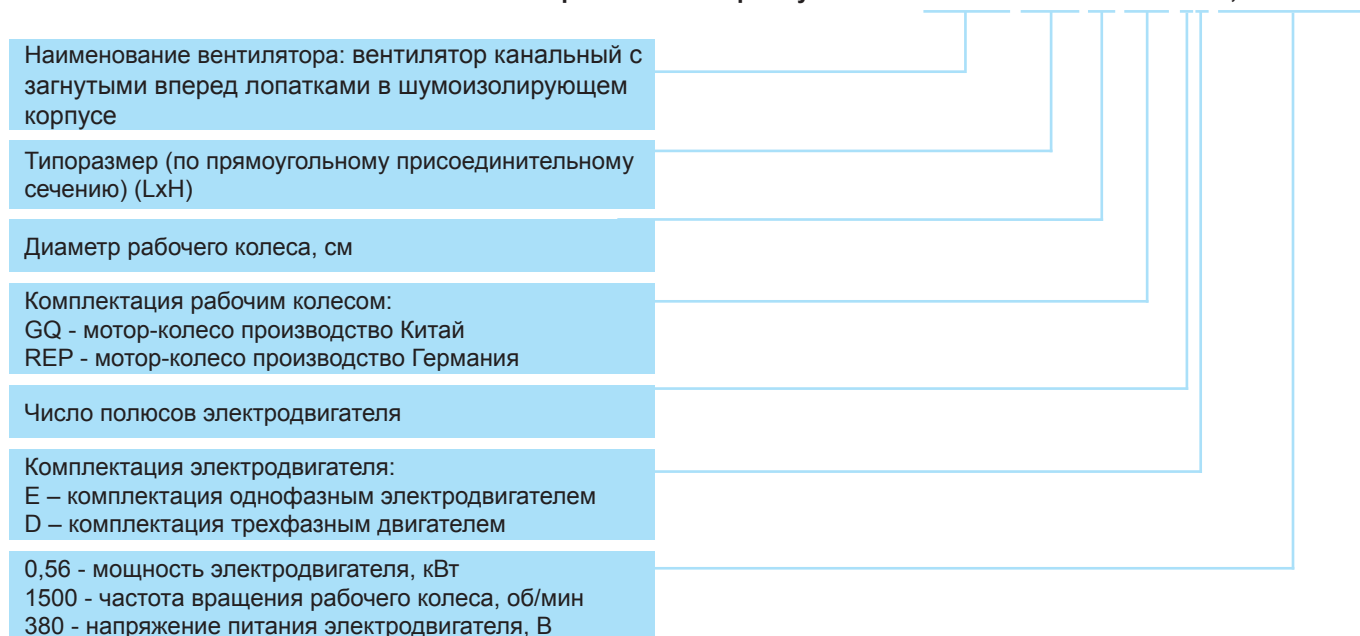 Наименование вентилятора: вентилятор канальный с
загнутыми вперед лопатками в шумоизолирующем
корпусе
Типоразмер (по прямоугольному присоединительному
сечению) (LxH)
Диаметр рабочего колеса, см
Комплектация рабочим колесом:
GQ - мотор-колесо производство Китай
REP - мотор-колесо производство Германия
Число полюсов электродвигателя
Комплектация электродвигателя:
E – комплектация однофазным электродвигателем
D – комплектация трехфазным двигателем
0,56 - мощность электродвигателя, кВт
1500 - частота вращения рабочего колеса, об/мин
380 - напряжение питания электродвигателя, В